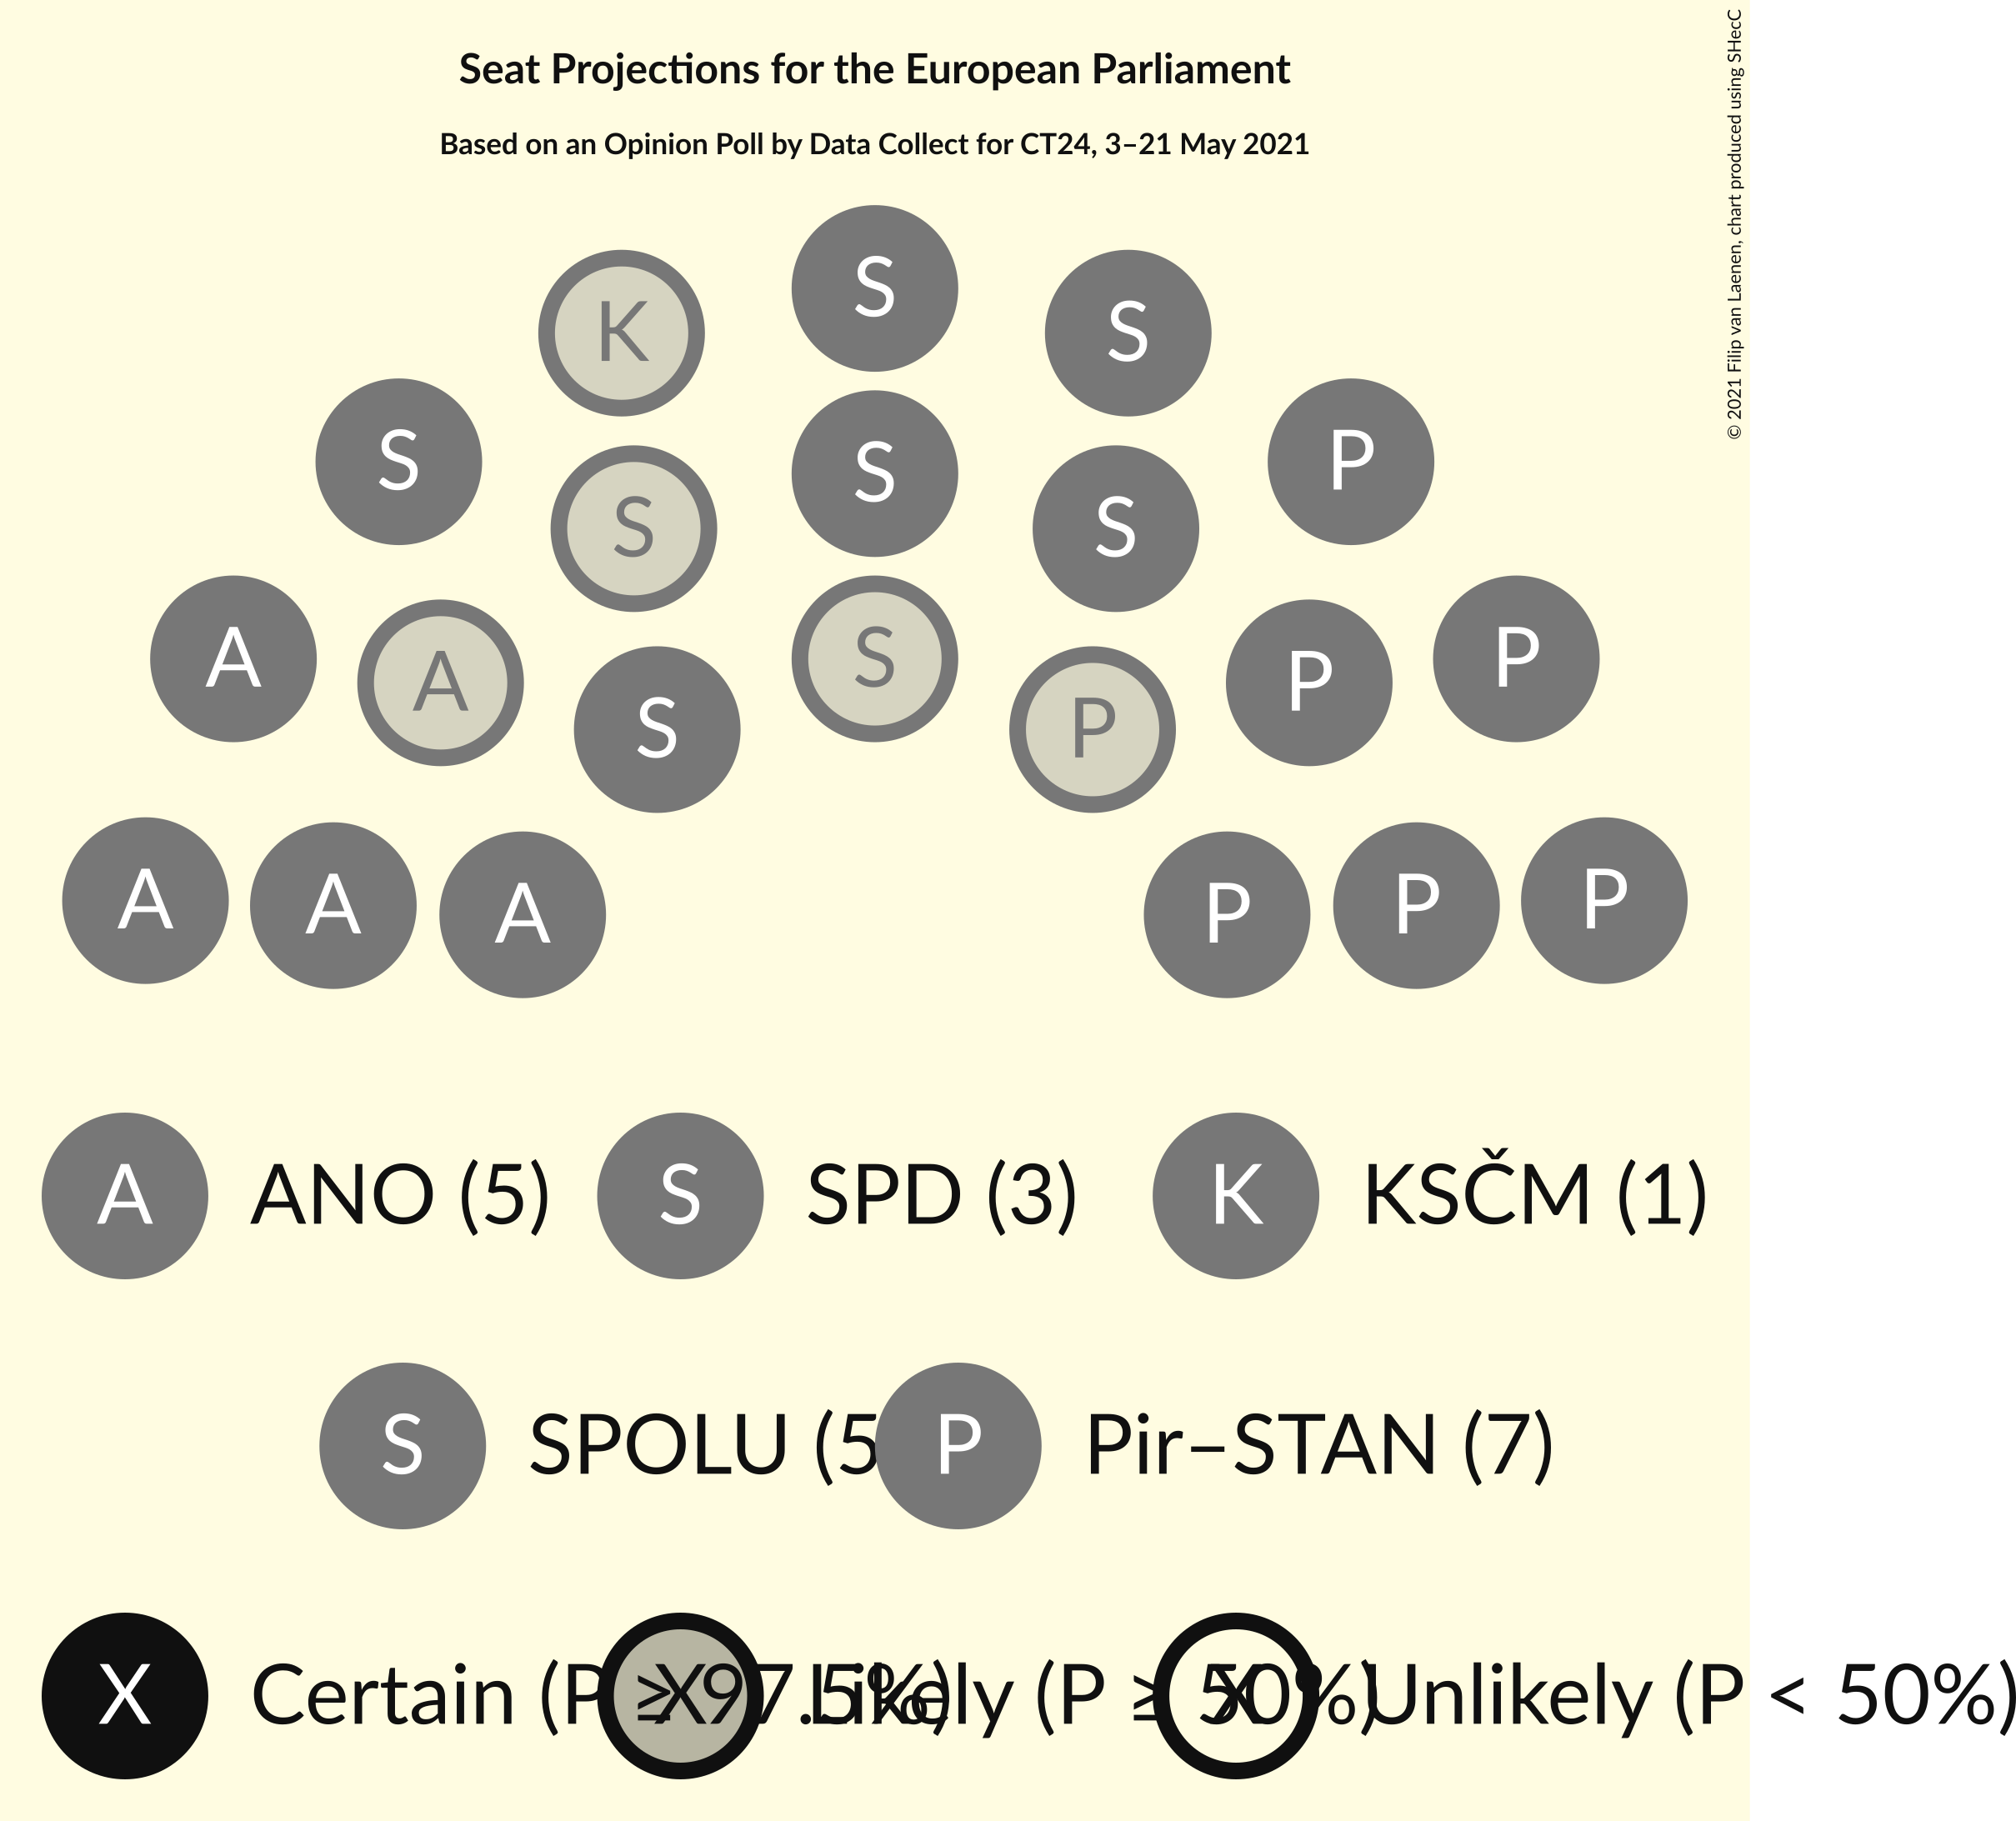 Seat Projections for the European Parliament
Based on an Opinion Poll by Data Collect for CT24, 3–21 May 2021
© 2021 Filip van Laenen, chart produced using SHecC
S
K S
S P
S
S S
A P
A S P
S P
A A A P P P
A ANO (5) S SPD (3) K KSČM (1)
S SPOLU (5 P Pir–STAN (7)
X Certain (P ≥ 97.5%) X Likely (P ≥ 50%) X Unlikely (P < 50%)